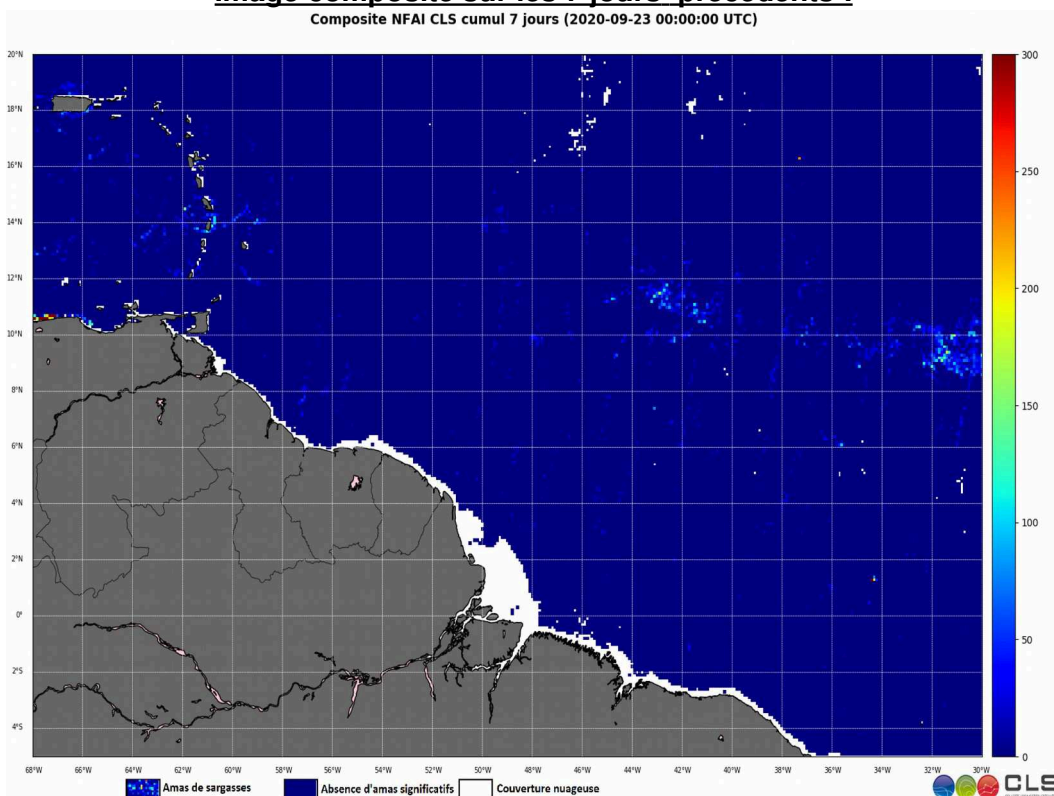 Image composite sur les 7 jours précédents :
Composite NFAI CLS cumul 7 jours (2020-09-23 00:00:00 UTC)
20°N
18°N
16°N
14°N
12°N
10°N
8°N
6°N
4°N
2°N
0°
2°S
4°S
300
250
200
150
100
50
0
68°W 66°W 64°W 62°W 60°W 58°W 56°W 54°W 52°W 50°W 48°W 46°W 44°W 42°W 40°W 38°W 36°W 34°W 32°W 30°W
Amas de sargasses Absence d'amas significatifs Couverture nuageuse
CLS